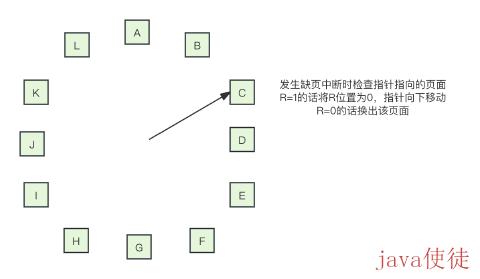 A
L
B
K
C
发生缺页中断时检查指针指向的页面
R=1的话将R位置为0，指针向下移动
R=0的话换出该页面
J
D
I
E
H
G
F
java使徒